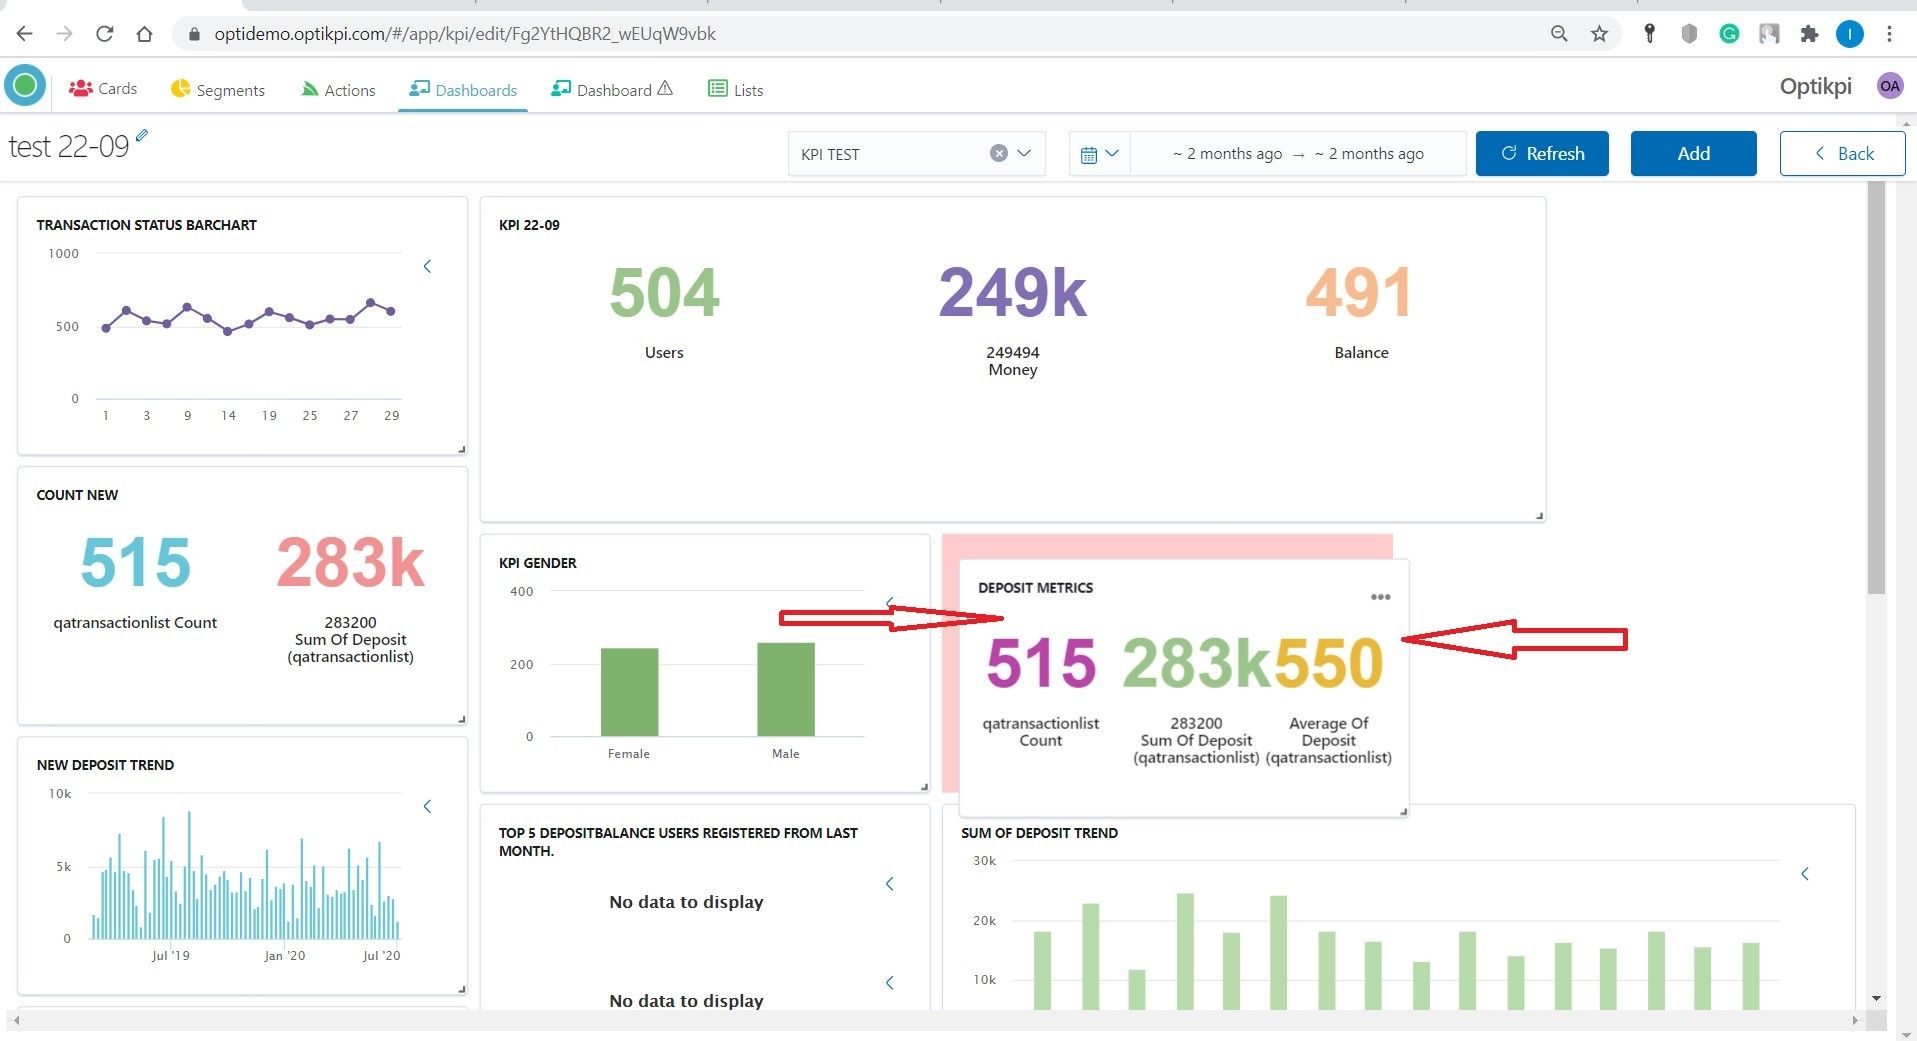 optidemo.optikpi.com/#/app/kpi/edit/Fg2YtHQBR2_wEUqW9vbk
I
Cards
Segments
Actions
Dashboards
Dashboard
Lists
Optikpi
OA
test 22-09
KPI TEST
~ 2 months ago → ~ 2 months ago
Refresh
Add
Back
TRANSACTION STATUS BARCHART
1000
500
0
1 3 9 14 19 25 27 29
KPI 22-09
504
Users
249k
249494
Money
491
Balance
COUNT NEW
515
qatransactionlist Count
283k
283200
Sum Of Deposit
(qatransactionlist)
KPI GENDER
400
200
0
Female Male
DEPOSIT METRICS
515
qatransactionlist
Count
283k
283200
Sum Of Deposit
(qatransactionlist)
550
Average Of
Deposit
(qatransactionlist)
NEW DEPOSIT TREND
10k
5k
0
Jul '19 Jan '20 Jul '20
TOP 5 DEPOSITBALANCE USERS REGISTERED FROM LAST
MONTH.
No data to display
No data to display
SUM OF DEPOSIT TREND
30k
20k
10k